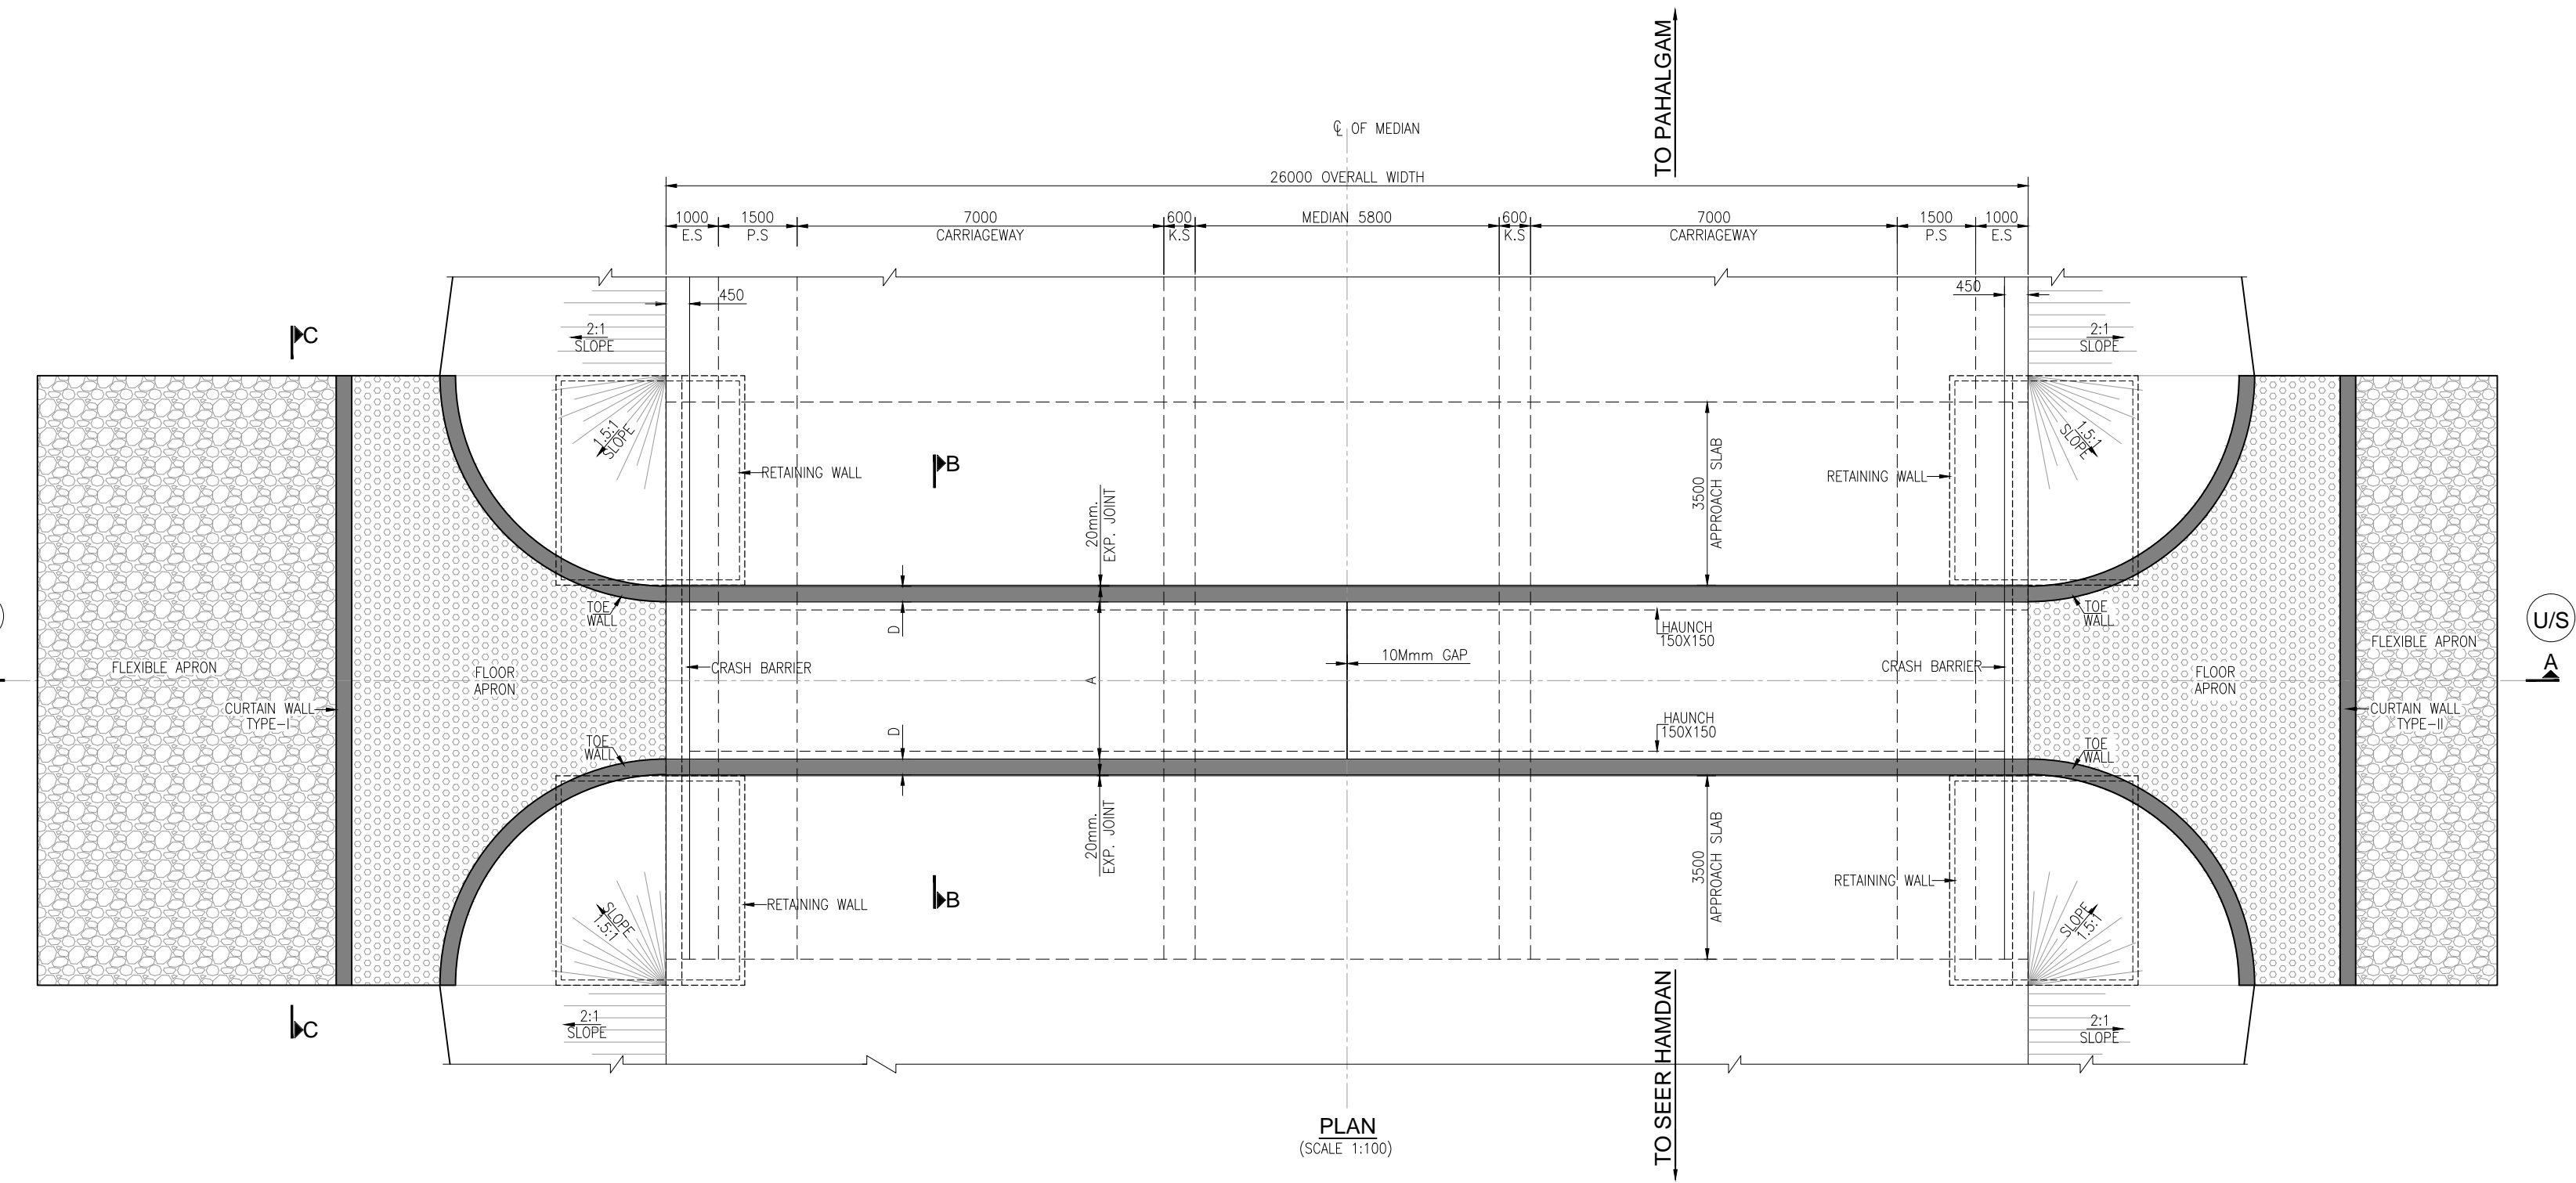 TO PAHALGAM
℄ OF MEDIAN
26000 OVERALL WIDTH
1000
E.S
1500
P.S
7000
CARRIAGEWAY
600
K.S
MEDIAN 5800
600
K.S
7000
CARRIAGEWAY
1500
P.S
1000
E.S
450
450
2:1
SLOPE
2:1
SLOPE
C
C
1.5:1
SLOPE
1.5:1
SLOPE
RETAINING WALL
B
RETAINING WALL
3500
APPROACH SLAB
20mm.
EXP. JOINT
TOE
WALL
D
HAUNCH
150X150
TOE
WALL
U/S
FLEXIBLE APRON
FLOOR
APRON
CRASH BARRIER
A
10Mmm GAP
CRASH BARRIER
FLOOR
APRON
FLEXIBLE APRON
A
CURTAIN WALL
TYPE-I
TOE
WALL
D
HAUNCH
150X150
TOE
WALL
CURTAIN WALL
TYPE-II
20mm.
EXP. JOINT
3500
APPROACH SLAB
RETAINING WALL
B
RETAINING WALL
SLOPE
1.5:1
SLOPE
1.5:1
2:1
SLOPE
2:1
SLOPE
TO SEER HAMDAN
PLAN
(SCALE 1:100)